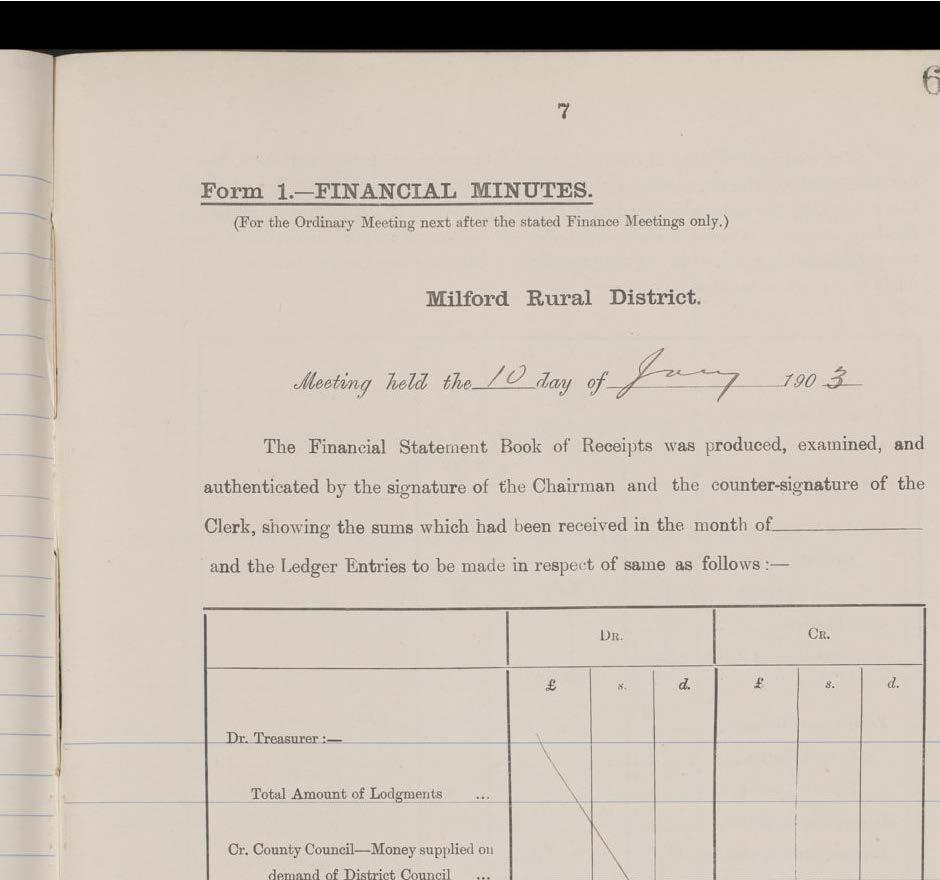 6
7
Form 1.—FINANCIAL MINUTES.
(For the Ordinary Meeting next after the stated Finance Meetings only.)
Milford Rural District.
Meeting held the 10 day of Jany 1903
The Financial Statement Book of Receipts was produced, examined, and
authenticated by the signature of the Chairman and the counter-signature of the
Clerk, showing the sums which had been received in the month of
and the Ledger Entries to be made in respect of same as follows :—
DR. CR.
£ s. d. £ s. d.
Dr. Treasurer :—
Total Amount of Lodgments ...
Cr. County Council—Money supplied on
demand of District Council ...